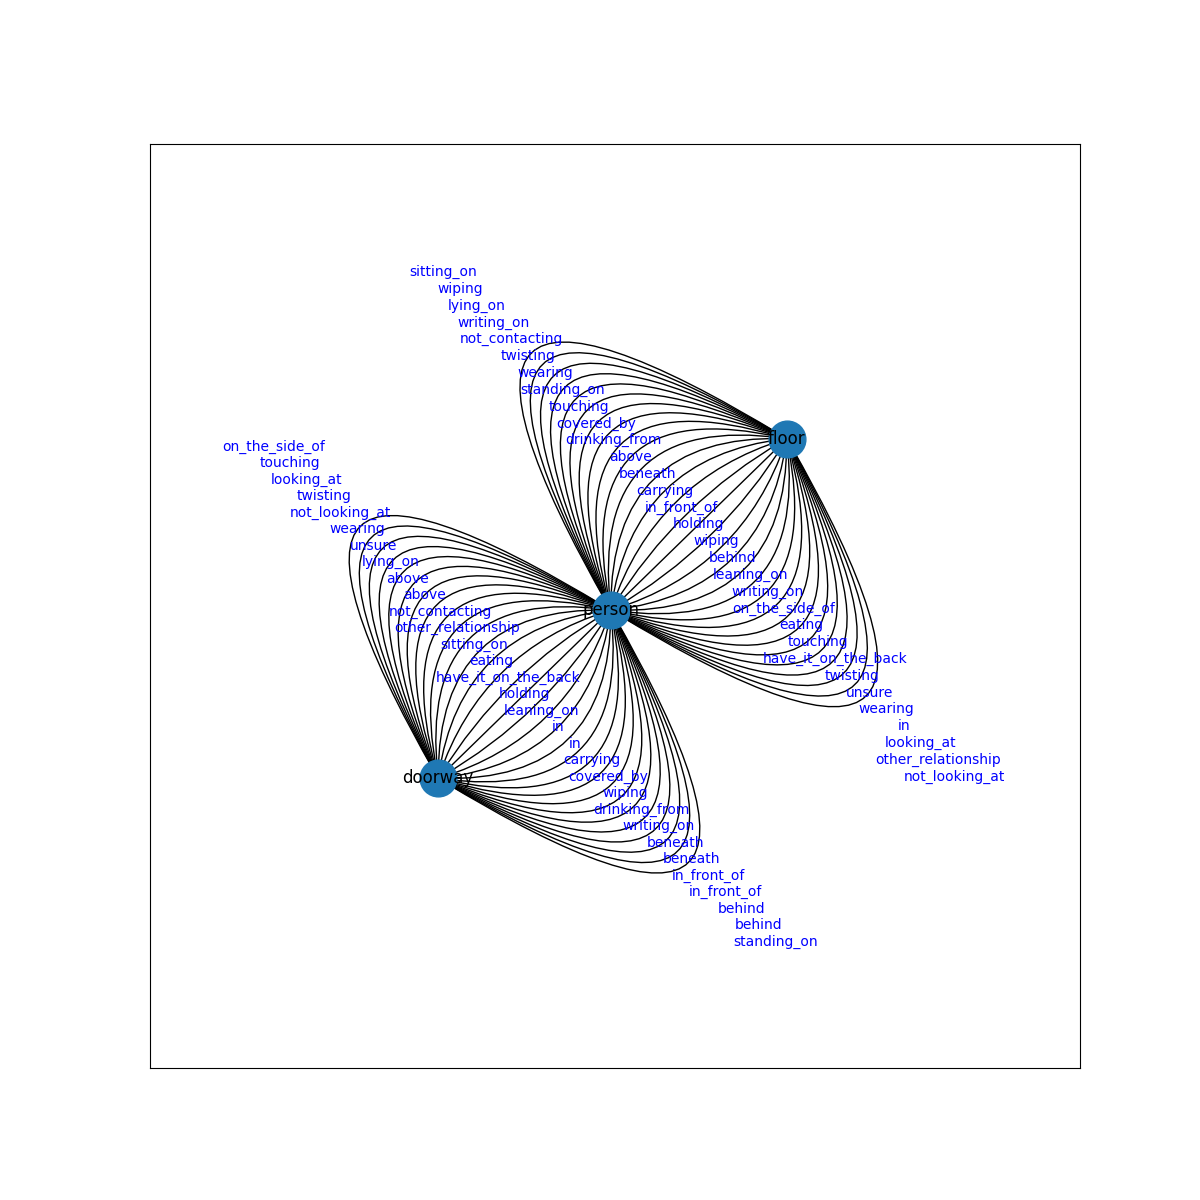 sitting_on
wiping
lying_on
writing_on
not_contacting
twisting
wearing
standing_on
touching
covered_by
drinking_from
above
beneath
carrying
in_front_of
holding
wiping
behind
leaning_on
writing_on
on_the_side_of
eating
touching
have_it_on_the_back
twisting
unsure
wearing
in
looking_at
other_relationship
not_looking_at
floor
person
doorway
on_the_side_of
touching
looking_at
twisting
not_looking_at
wearing
unsure
lying_on
above
above
not_contacting
other_relationship
sitting_on
eating
have_it_on_the_back
holding
leaning_on
in
in
carrying
covered_by
wiping
drinking_from
writing_on
beneath
beneath
in_front_of
in_front_of
behind
behind
standing_on